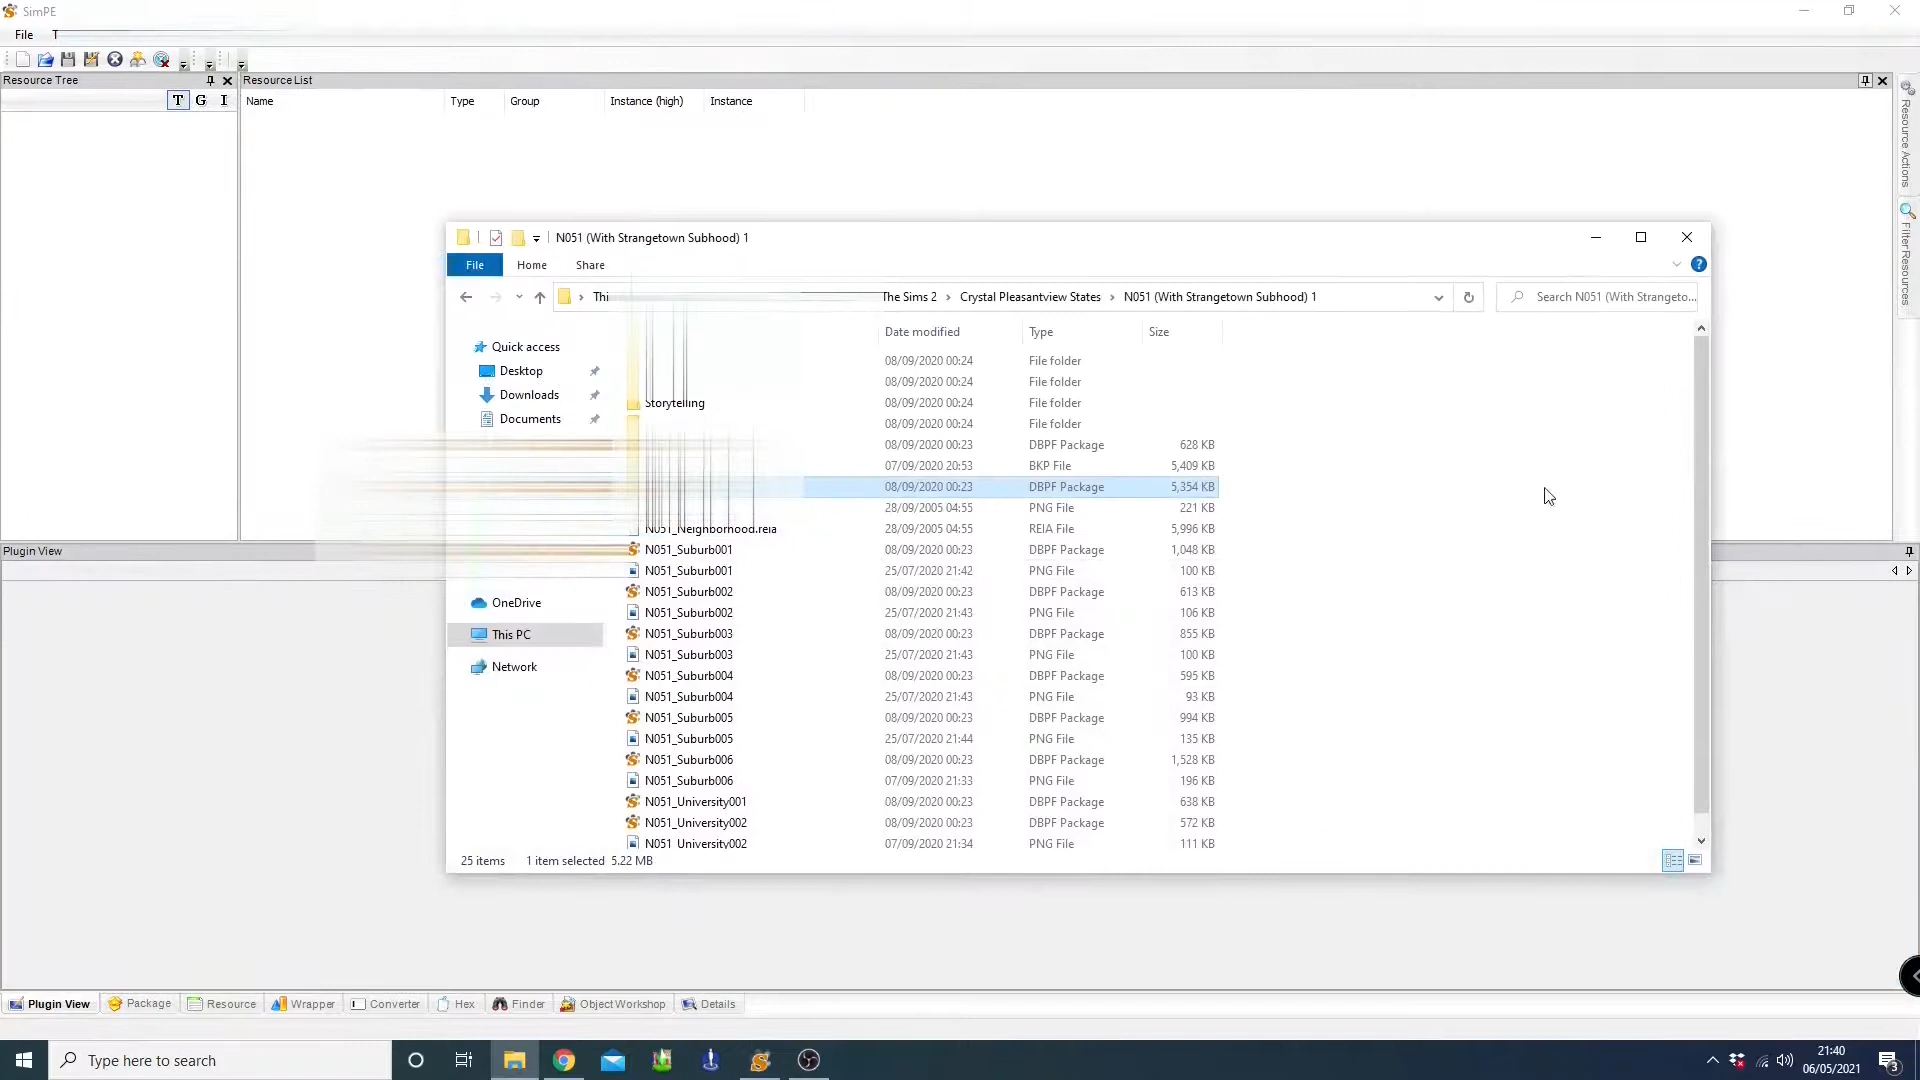 SimPE
File T
Resource Tree
Resource List
T G I
Name Type Group Instance (high) Instance
Resource Actions
Filter Resources
N051 (With Strangetown Subhood) 1
File Home Share
Thi The Sims 2 Crystal Pleasantview States N051 (With Strangetown Subhood) 1
Search N051 (With Strangeto...
Date modified Type Size
Quick access
Desktop
Downloads
Documents
OneDrive
This PC
Network
08/09/2020 00:24 File folder
08/09/2020 00:24 File folder
Storytelling 08/09/2020 00:24 File folder
08/09/2020 00:24 File folder
08/09/2020 00:23 DBPF Package 628 KB
07/09/2020 20:53 BKP File 5,409 KB
08/09/2020 00:23 DBPF Package 5,354 KB
28/09/2005 04:55 PNG File 221 KB
N051_Neighborhood.reia 28/09/2005 04:55 REIA File 5,996 KB
N051_Suburb001 08/09/2020 00:23 DBPF Package 1,048 KB
N051_Suburb001 25/07/2020 21:42 PNG File 100 KB
N051_Suburb002 08/09/2020 00:23 DBPF Package 613 KB
N051_Suburb002 25/07/2020 21:43 PNG File 106 KB
N051_Suburb003 08/09/2020 00:23 DBPF Package 855 KB
N051_Suburb003 25/07/2020 21:43 PNG File 100 KB
N051_Suburb004 08/09/2020 00:23 DBPF Package 595 KB
N051_Suburb004 25/07/2020 21:43 PNG File 93 KB
N051_Suburb005 08/09/2020 00:23 DBPF Package 994 KB
N051_Suburb005 25/07/2020 21:44 PNG File 135 KB
N051_Suburb006 08/09/2020 00:23 DBPF Package 1,528 KB
N051_Suburb006 07/09/2020 21:33 PNG File 196 KB
N051_University001 08/09/2020 00:23 DBPF Package 638 KB
N051_University002 08/09/2020 00:23 DBPF Package 572 KB
N051_University002 07/09/2020 21:34 PNG File 111 KB
25 items 1 item selected 5.22 MB
Plugin View
Plugin View Package Resource Wrapper Converter Hex Finder Object Workshop Details
Type here to search
21:40
06/05/2021
3